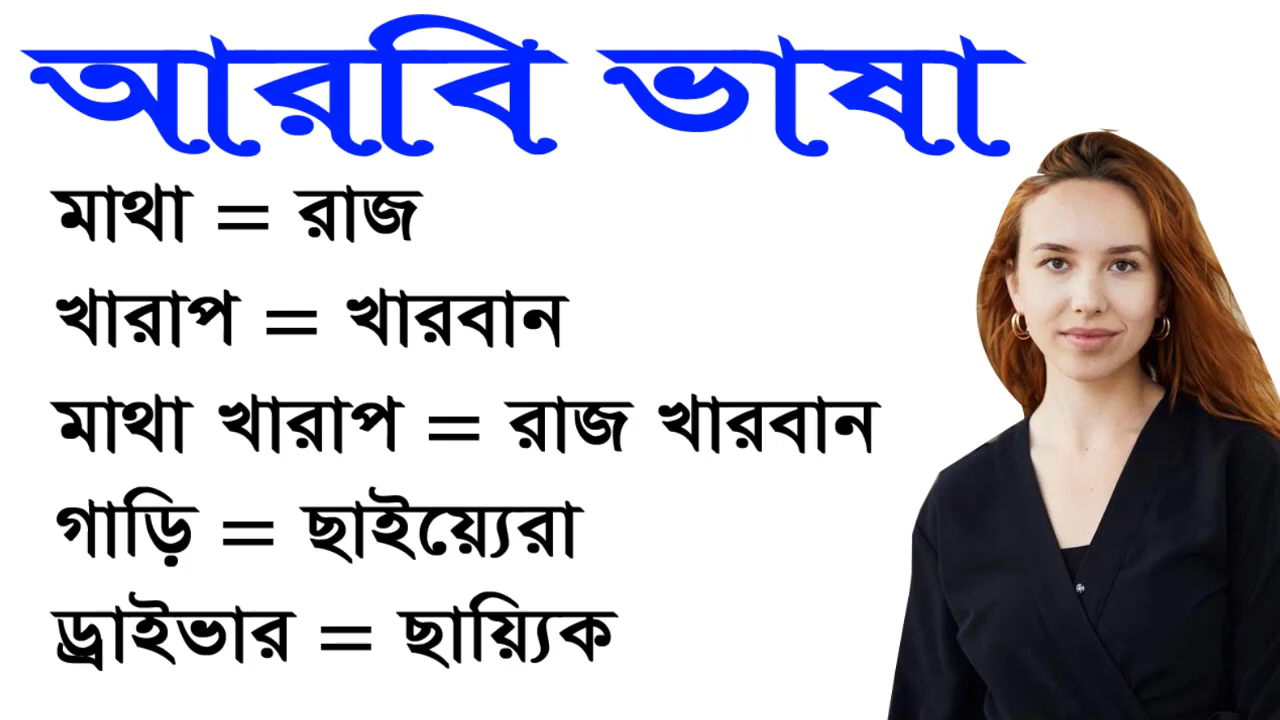 আরবি ভাষা
মাথা = রাজ
খারাপ = খারবান
মাথা খারাপ = রাজ খারবান
গাড়ি = ছাইয়্যেরা
ড্রাইভার = ছায়্যিক